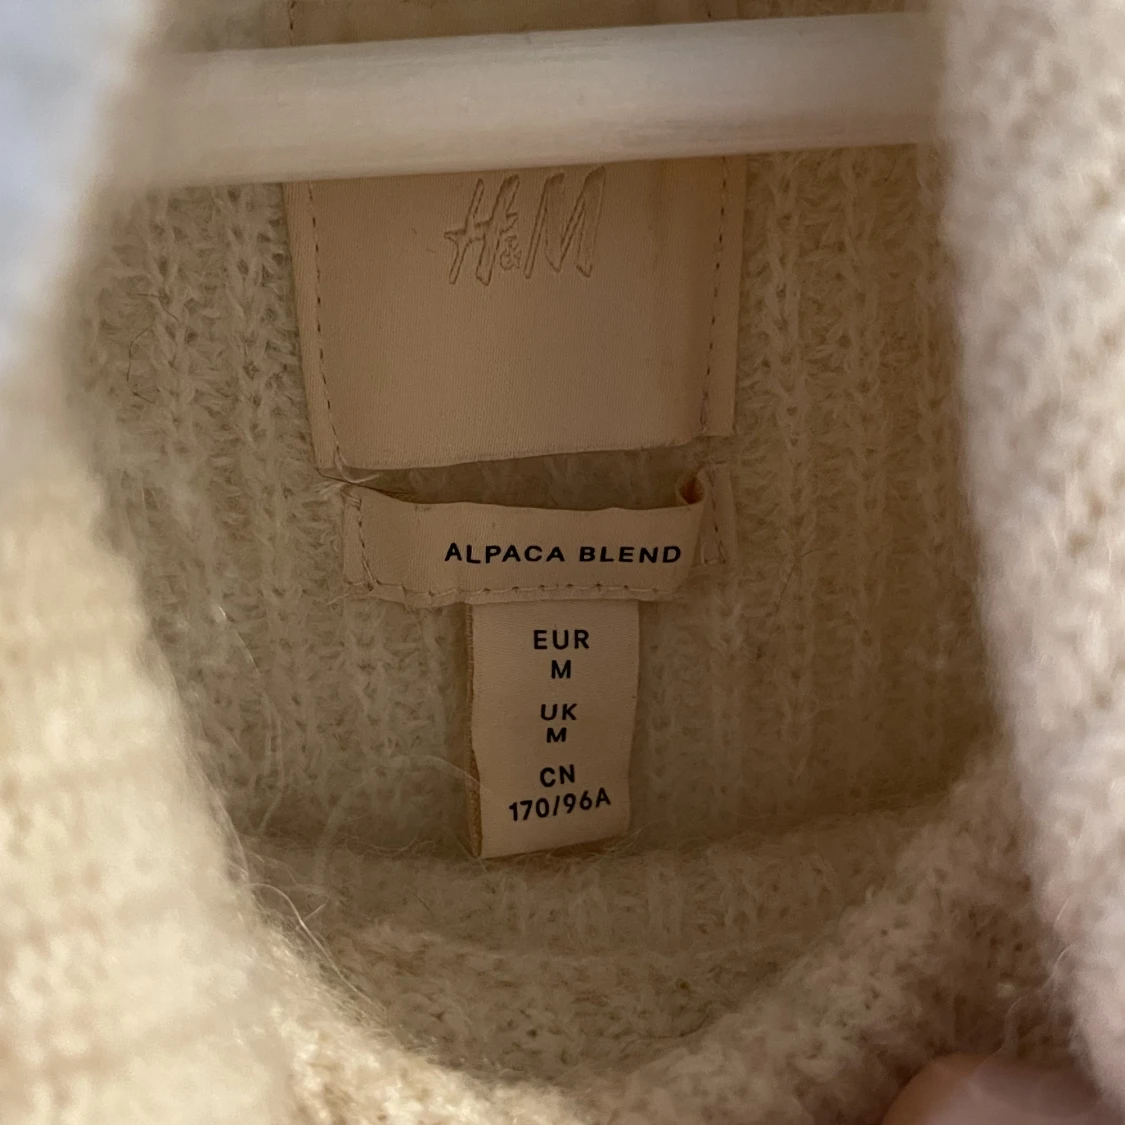 H&M
ALPACA BLEND
EUR
M
UK
M
CN
170/96A